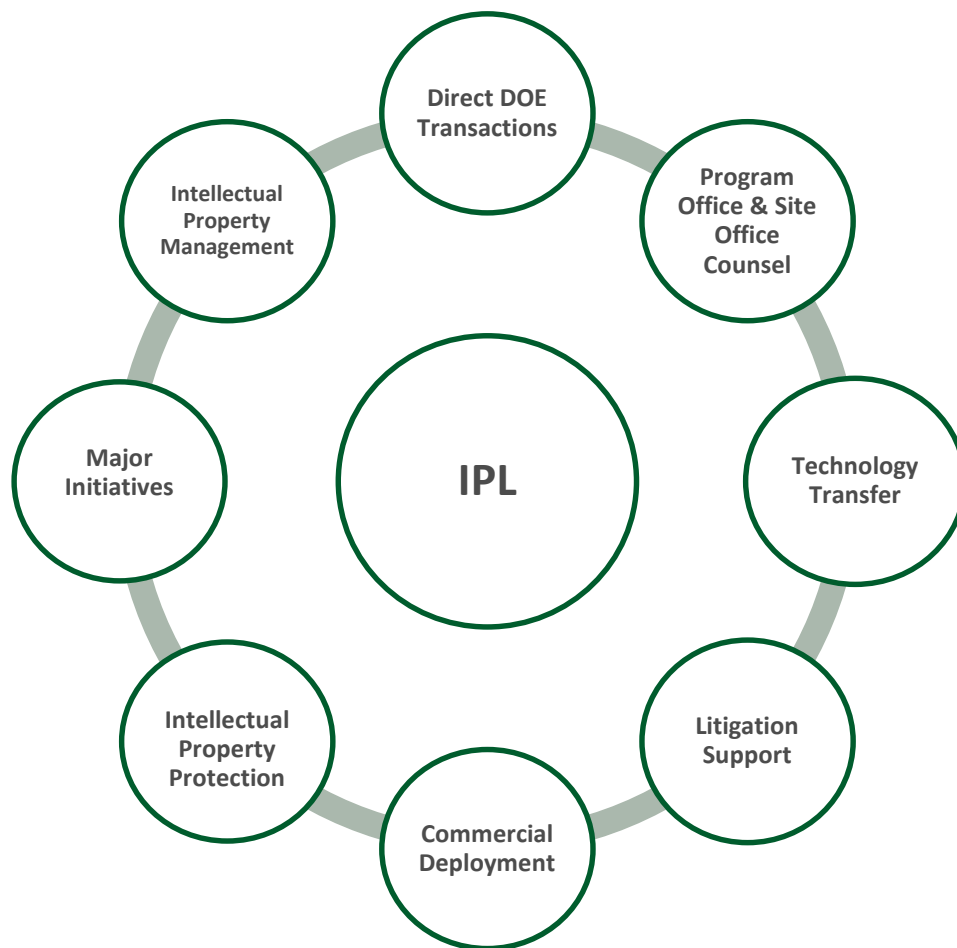 Direct DOE
Transactions
Program
Office & Site
Office
Counsel
Technology
Transfer
Litigation
Support
Commercial
Deployment
Intellectual
Property
Protection
Major
Initiatives
Intellectual
Property
Management
IPL